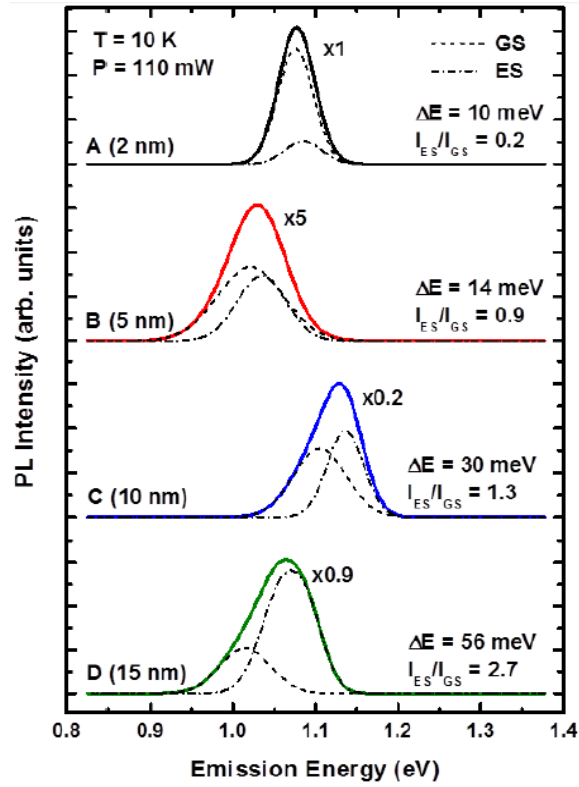 T = 10 K
P = 110 mW
x1
GS
ES
ΔE = 10 meV
I_ES/I_GS = 0.2
A (2 nm)
x5
ΔE = 14 meV
I_ES/I_GS = 0.9
B (5 nm)
x0.2
ΔE = 30 meV
I_ES/I_GS = 1.3
C (10 nm)
x0.9
ΔE = 56 meV
I_ES/I_GS = 2.7
D (15 nm)
PL Intensity (arb. units)
0.8 0.9 1.0 1.1 1.2 1.3 1.4
Emission Energy (eV)